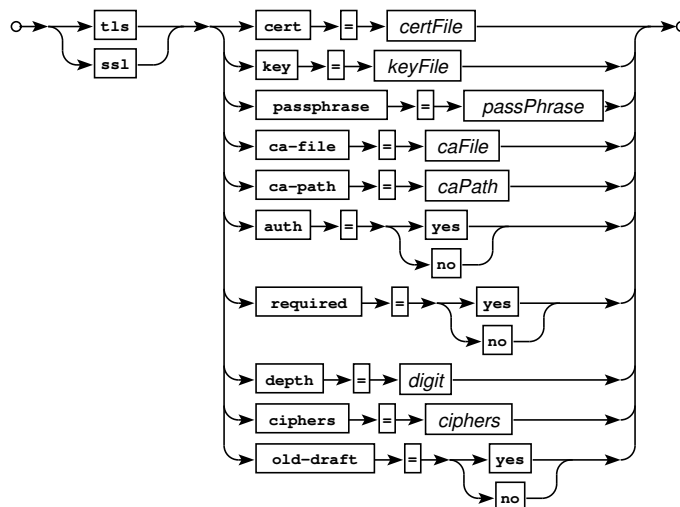 tls cert = certFile
ssl key = keyFile
passphrase = passPhrase
ca-file = caFile
ca-path = caPath
auth = yes
no
required = yes
no
depth = digit
ciphers = ciphers
old-draft = yes
no